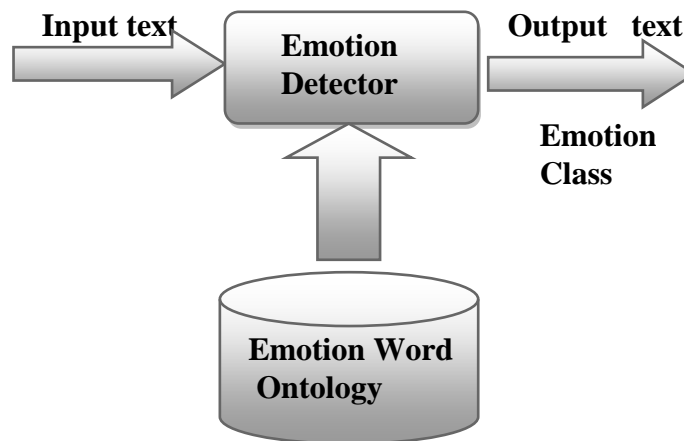 Input text
Emotion
Detector
Output text
Emotion
Class
Emotion Word
Ontology